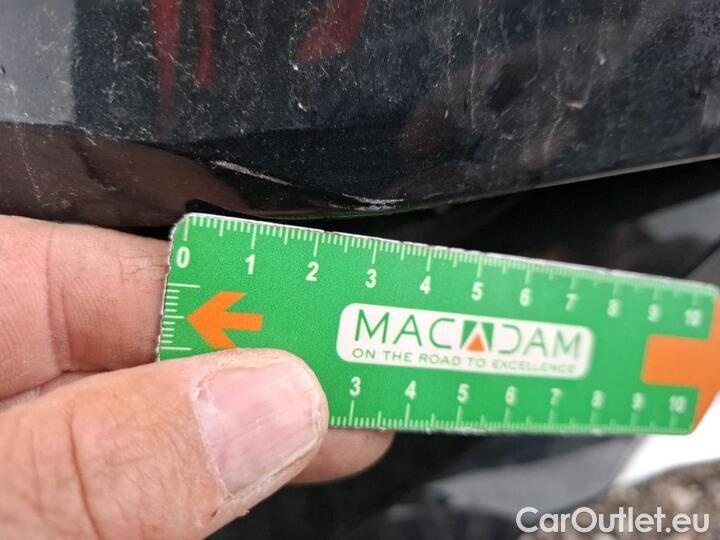 0 1 2 3 4 5 6 7 8 9 10
MACADAM
ON THE ROAD TO EXCELLENCE
3 4 5 6 7 8 9 10
CarOutlet.eu